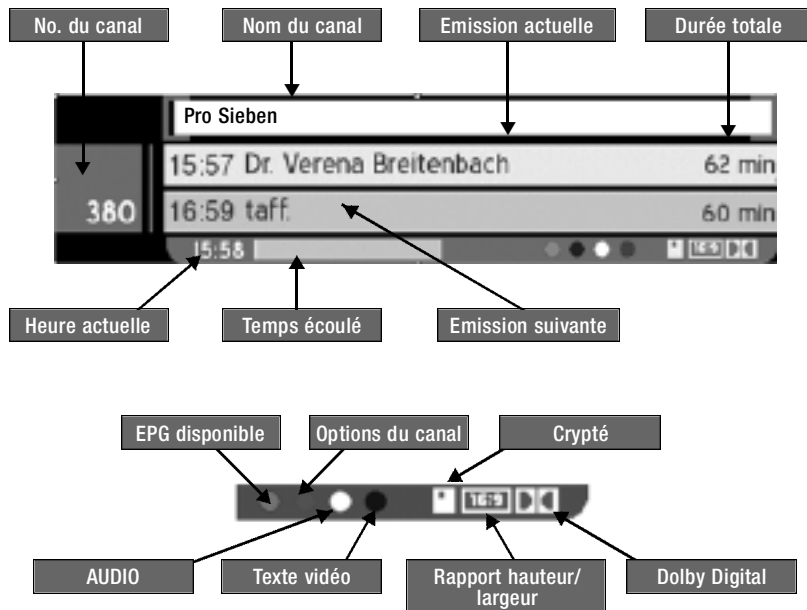 No. du canal
Nom du canal
Emission actuelle
Durée totale
Pro Sieben
15:57 Dr. Verena Breitenbach 62 min
380
16:59 taff. 60 min
15:58
16:9
Heure actuelle
Temps écoulé
Emission suivante
EPG disponible
Options du canal
Crypté
16:9
AUDIO
Texte vidéo
Rapport hauteur/
largeur
Dolby Digital